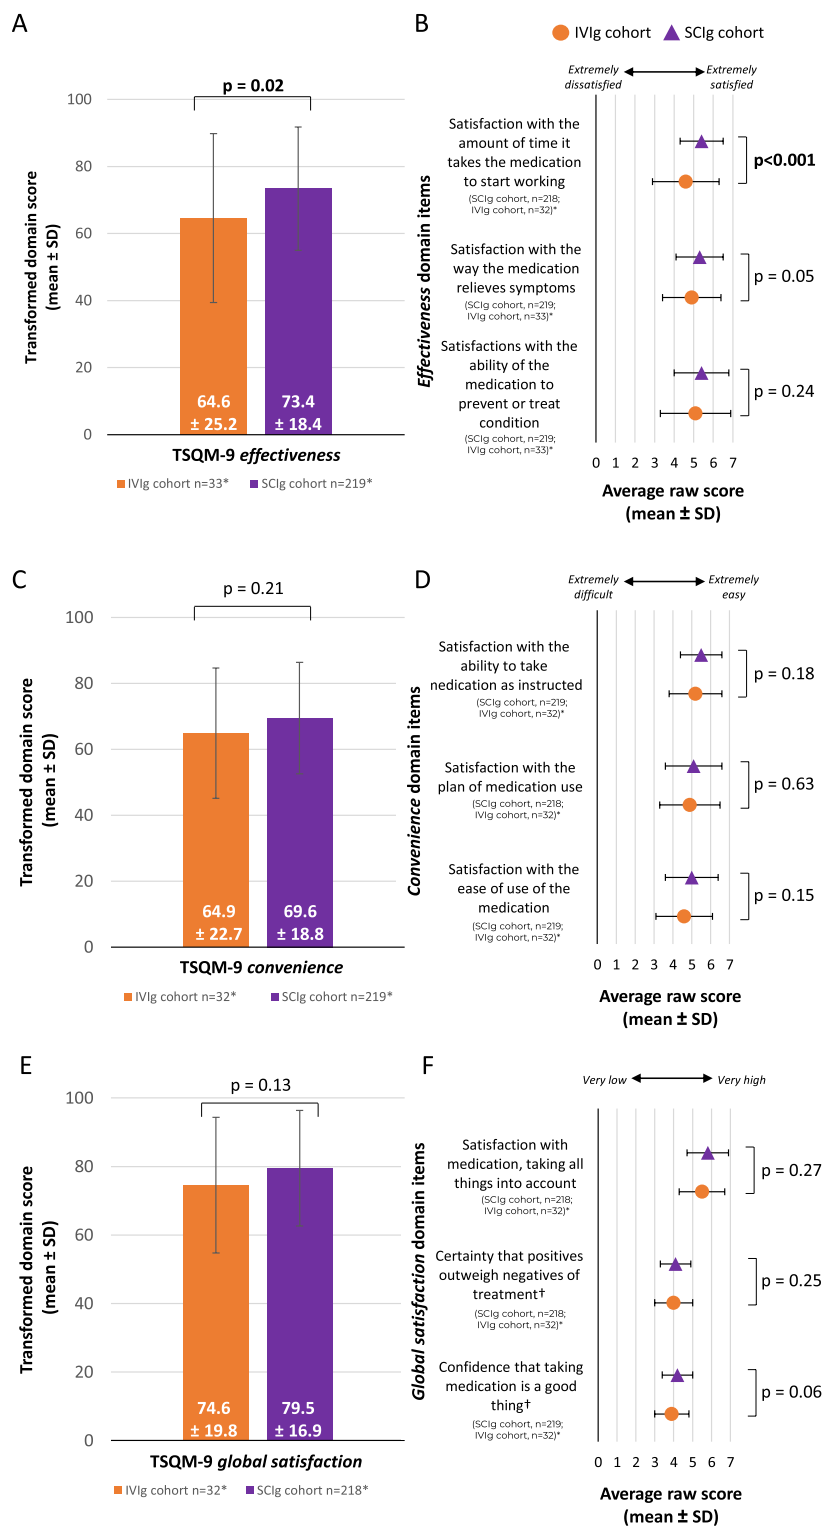 A
p = 0.02
100
80
60
40
20
0
Transformed domain score
(mean ± SD)
64.6
± 25.2
73.4
± 18.4
TSQM-9 effectiveness
IVIg cohort n=33*
SCIg cohort n=219*
B
IVIg cohort
SCIg cohort
Extremely
dissatisfied
Extremely
satisfied
Effectiveness domain items
Satisfaction with the
amount of time it
takes the medication
to start working
(SCIg cohort, n=218;
IVIg cohort, n=32)*
p<0.001
Satisfaction with the
way the medication
relieves symptoms
(SCIg cohort, n=219;
IVIg cohort, n=33)*
p = 0.05
Satisfactions with the
ability of the
medication to
prevent or treat
condition
(SCIg cohort, n=219;
IVIg cohort, n=33)*
p = 0.24
0 1 2 3 4 5 6 7
Average raw score
(mean ± SD)
C
p = 0.21
100
80
60
40
20
0
Transformed domain score
(mean ± SD)
64.9
± 22.7
69.6
± 18.8
TSQM-9 convenience
IVIg cohort n=32*
SCIg cohort n=219*
D
Extremely
difficult
Extremely
easy
Convenience domain items
Satisfaction with the
ability to take
medication as instructed
(SCIg cohort, n=219;
IVIg cohort, n=32)*
p = 0.18
Satisfaction with the
plan of medication use
(SCIg cohort, n=218;
IVIg cohort, n=32)*
p = 0.63
Satisfaction with the
ease of use of the
medication
(SCIg cohort, n=219;
IVIg cohort, n=32)*
p = 0.15
0 1 2 3 4 5 6 7
Average raw score
(mean ± SD)
E
p = 0.13
100
80
60
40
20
0
Transformed domain score
(mean ± SD)
74.6
± 19.8
79.5
± 16.9
TSQM-9 global satisfaction
IVIg cohort n=32*
SCIg cohort n=218*
F
Very low
Very high
Global satisfaction domain items
Satisfaction with
medication, taking all
things into account
(SCIg cohort, n=218;
IVIg cohort, n=32)*
p = 0.27
Certainty that positives
outweigh negatives of
treatment†
(SCIg cohort, n=218;
IVIg cohort, n=32)*
p = 0.25
Confidence that taking
medication is a good
thing†
(SCIg cohort, n=219;
IVIg cohort, n=32)*
p = 0.06
0 1 2 3 4 5 6 7
Average raw score
(mean ± SD)